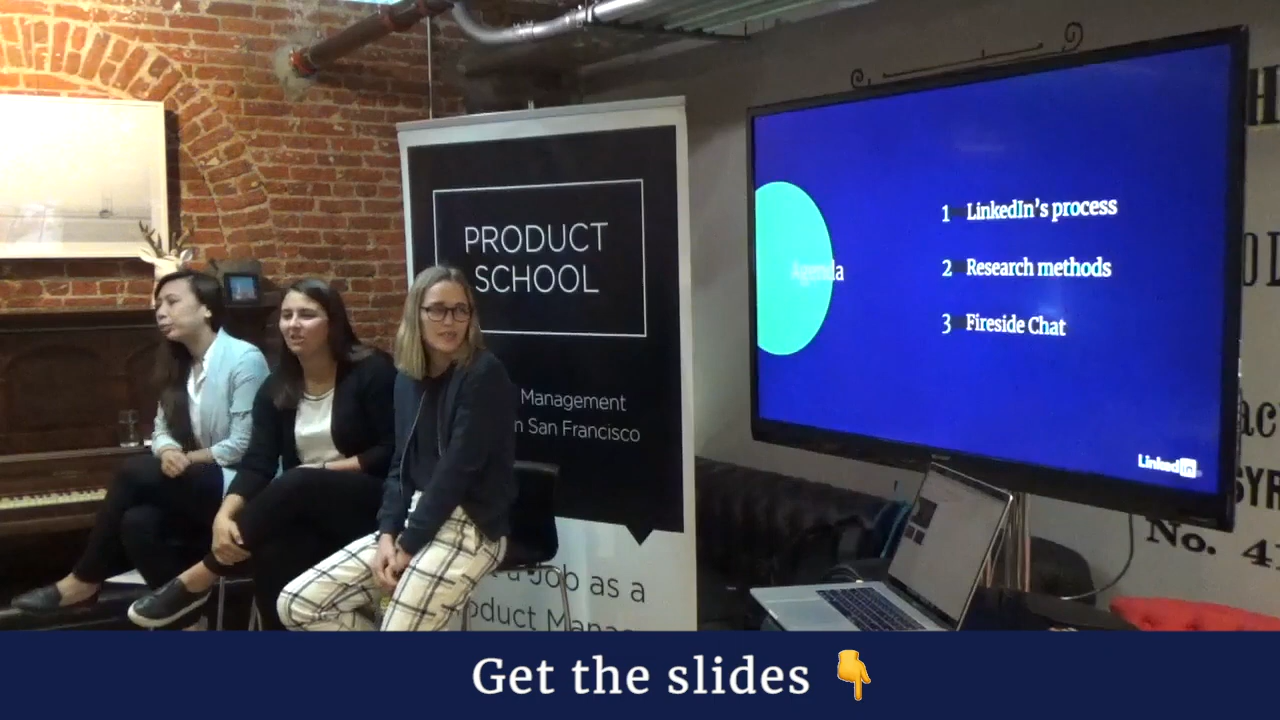 PRODUCT
SCHOOL
Management
n San Francisco
Job as a
oduct Manag
Agenda
1 LinkedIn's process
2 Research methods
3 Fireside Chat
LinkedIn
No. 4
Get the slides 👇